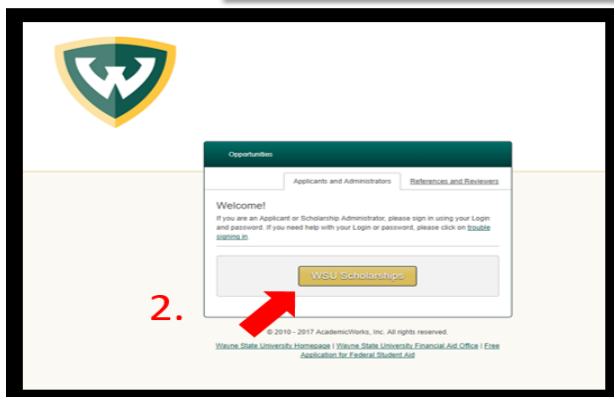 W
Opportunities
Applicants and Administrators References and Reviewers
Welcome!
If you are an Applicant or Scholarship Administrator, please sign in using your Login
and password. If you need help with your Login or password, please click on trouble
signing in.
WSU Scholarships
2.
© 2010 - 2017 AcademicWorks, Inc. All rights reserved.
Wayne State University Homepage | Wayne State University Financial Aid Office | Free
Application for Federal Student Aid